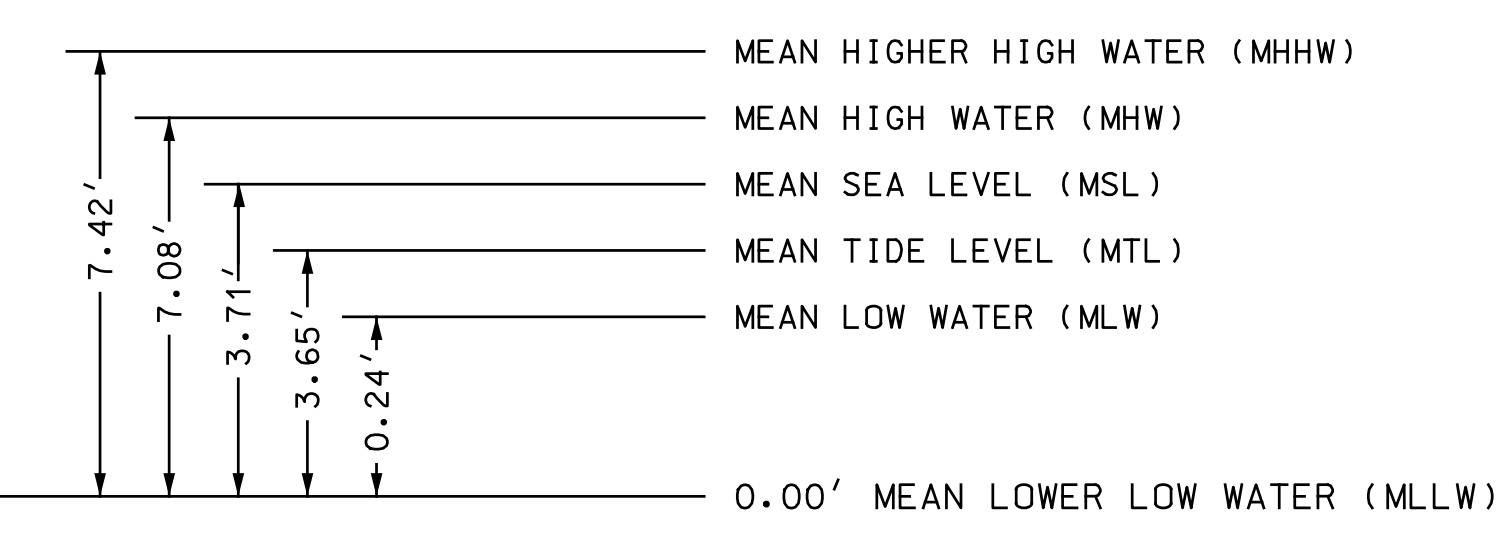 MEAN HIGHER HIGH WATER (MHHW)
MEAN HIGH WATER (MHW)
MEAN SEA LEVEL (MSL)
MEAN TIDE LEVEL (MTL)
MEAN LOW WATER (MLW)
7.42'
7.08'
3.71'
3.65'
0.24'
0.00' MEAN LOWER LOW WATER (MLLW)